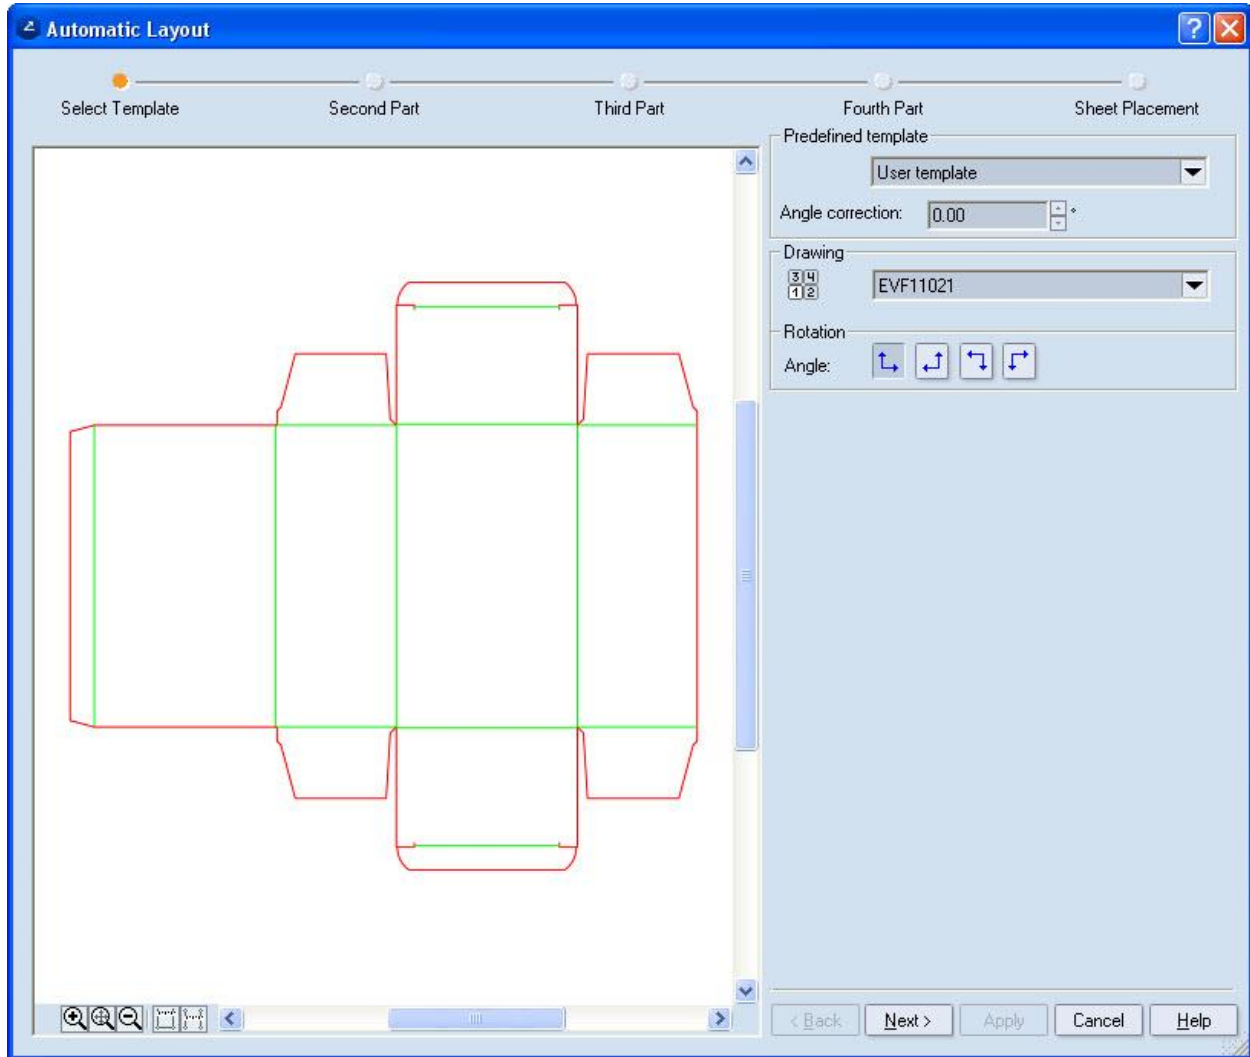 Automatic Layout
Select Template
Second Part
Third Part
Fourth Part
Sheet Placement
Predefined template
User template
Angle correction: 0.00 °
Drawing
3 4
1 2
EVF11021
Rotation
Angle:
< Back Next > Apply Cancel Help